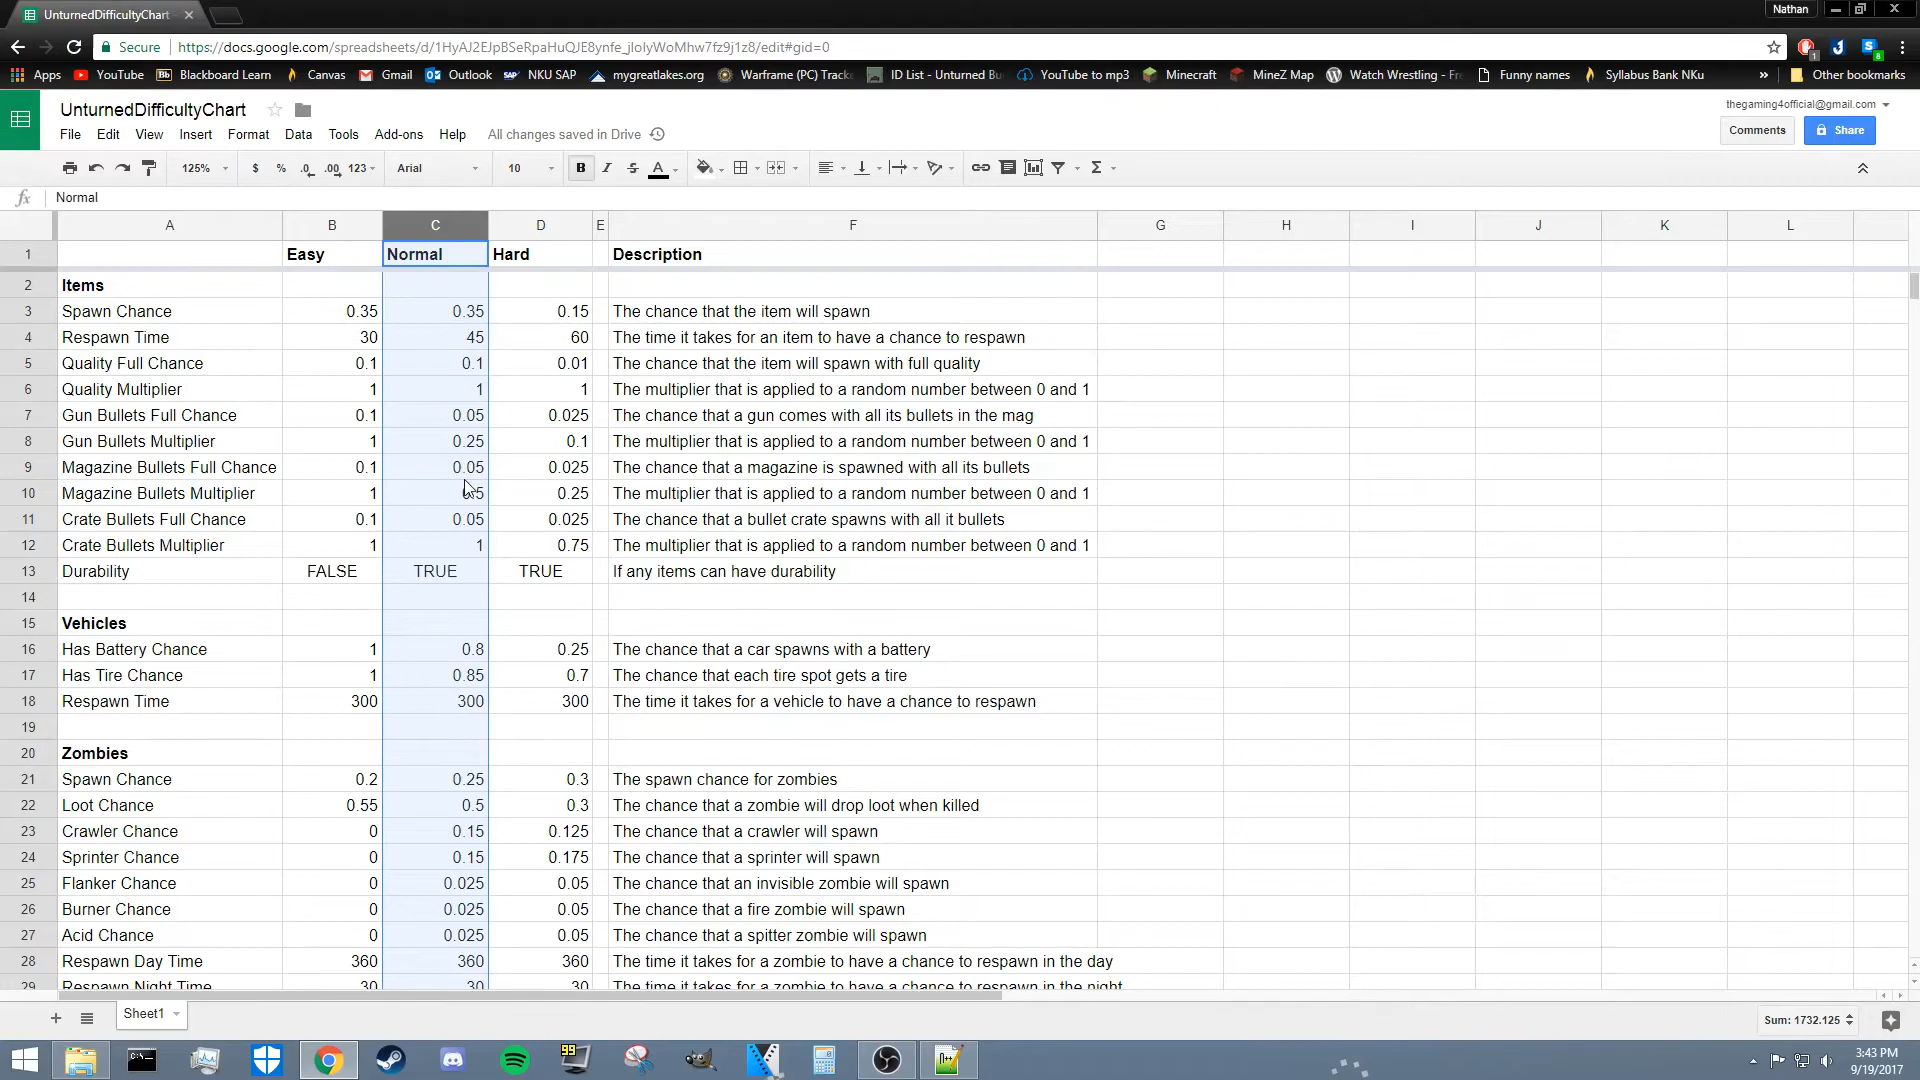 UnturnedDifficultyChart
Nathan
Secure https://docs.google.com/spreadsheets/d/1HyAJ2EJpBSeRpaHuQJE8ynfe_jloIyWoMhw7fz9j1z8/edit#gid=0
Apps YouTube Blackboard Learn Canvas Gmail Outlook NKU SAP mygreatlakes.org Warframe (PC) Tracke ID List - Unturned Bu YouTube to mp3 Minecraft MineZ Map Watch Wrestling - Fre Funny names Syllabus Bank NKu » Other bookmarks
UnturnedDifficultyChart
thegaming4official@gmail.com
File Edit View Insert Format Data Tools Add-ons Help All changes saved in Drive
Comments Share
125% $ % .0 .00 123 Arial 10 B I S A Σ
fx Normal
A B C D E F G H I J K L
1 Easy Normal Hard Description
2 Items
3 Spawn Chance 0.35 0.35 0.15 The chance that the item will spawn
4 Respawn Time 30 45 60 The time it takes for an item to have a chance to respawn
5 Quality Full Chance 0.1 0.1 0.01 The chance that the item will spawn with full quality
6 Quality Multiplier 1 1 1 The multiplier that is applied to a random number between 0 and 1
7 Gun Bullets Full Chance 0.1 0.05 0.025 The chance that a gun comes with all its bullets in the mag
8 Gun Bullets Multiplier 1 0.25 0.1 The multiplier that is applied to a random number between 0 and 1
9 Magazine Bullets Full Chance 0.1 0.05 0.025 The chance that a magazine is spawned with all its bullets
10 Magazine Bullets Multiplier 1 0.25 The multiplier that is applied to a random number between 0 and 1
11 Crate Bullets Full Chance 0.1 0.05 0.025 The chance that a bullet crate spawns with all it bullets
12 Crate Bullets Multiplier 1 1 0.75 The multiplier that is applied to a random number between 0 and 1
13 Durability FALSE TRUE TRUE If any items can have durability
14
15 Vehicles
16 Has Battery Chance 1 0.8 0.25 The chance that a car spawns with a battery
17 Has Tire Chance 1 0.85 0.7 The chance that each tire spot gets a tire
18 Respawn Time 300 300 300 The time it takes for a vehicle to have a chance to respawn
19
20 Zombies
21 Spawn Chance 0.2 0.25 0.3 The spawn chance for zombies
22 Loot Chance 0.55 0.5 0.3 The chance that a zombie will drop loot when killed
23 Crawler Chance 0 0.15 0.125 The chance that a crawler will spawn
24 Sprinter Chance 0 0.15 0.175 The chance that a sprinter will spawn
25 Flanker Chance 0 0.025 0.05 The chance that an invisible zombie will spawn
26 Burner Chance 0 0.025 0.05 The chance that a fire zombie will spawn
27 Acid Chance 0 0.025 0.05 The chance that a spitter zombie will spawn
28 Respawn Day Time 360 360 360 The time it takes for a zombie to have a chance to respawn in the day
29 Respawn Night Time 30 30 30 The time it takes for a zombie to have a chance to respawn in the night
Sheet1
Sum: 1732.125
99
3:43 PM
9/19/2017